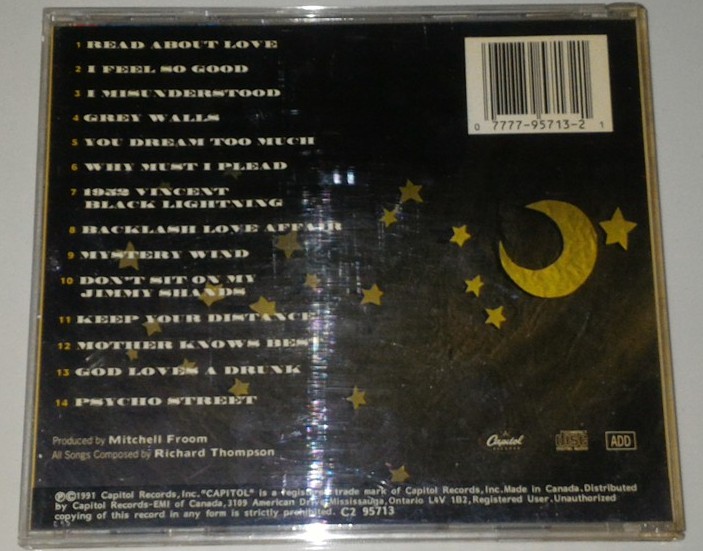 1 READ ABOUT LOVE
2 I FEEL SO GOOD
3 I MISUNDERSTOOD
4 GREY WALLS
5 YOU DREAM TOO MUCH
6 WHY MUST I PLEAD
7 1952 VINCENT
BLACK LIGHTNING
8 BACKLASH LOVE AFFAIR
9 MYSTERY WIND
10 DON'T SIT ON MY
JIMMY SHANDS
11 KEEP YOUR DISTANCE
12 MOTHER KNOWS BEST
13 GOD LOVES A DRUNK
14 PSYCHO STREET
0 7777-95713-2 1
Produced by Mitchell Froom
All Songs Composed by Richard Thompson
Capitol
RECORDS
COMPACT
disc
DIGITAL AUDIO
ADD
℗©1991 Capitol Records, Inc. "CAPITOL" is a registered trade mark of Capitol Records, Inc. Made in Canada. Distributed
by Capitol Records-EMI of Canada, 3109 American Drive, Mississauga, Ontario L4V 1B2, Registered User. Unauthorized
copying of this record in any form is strictly prohibited. C2 95713